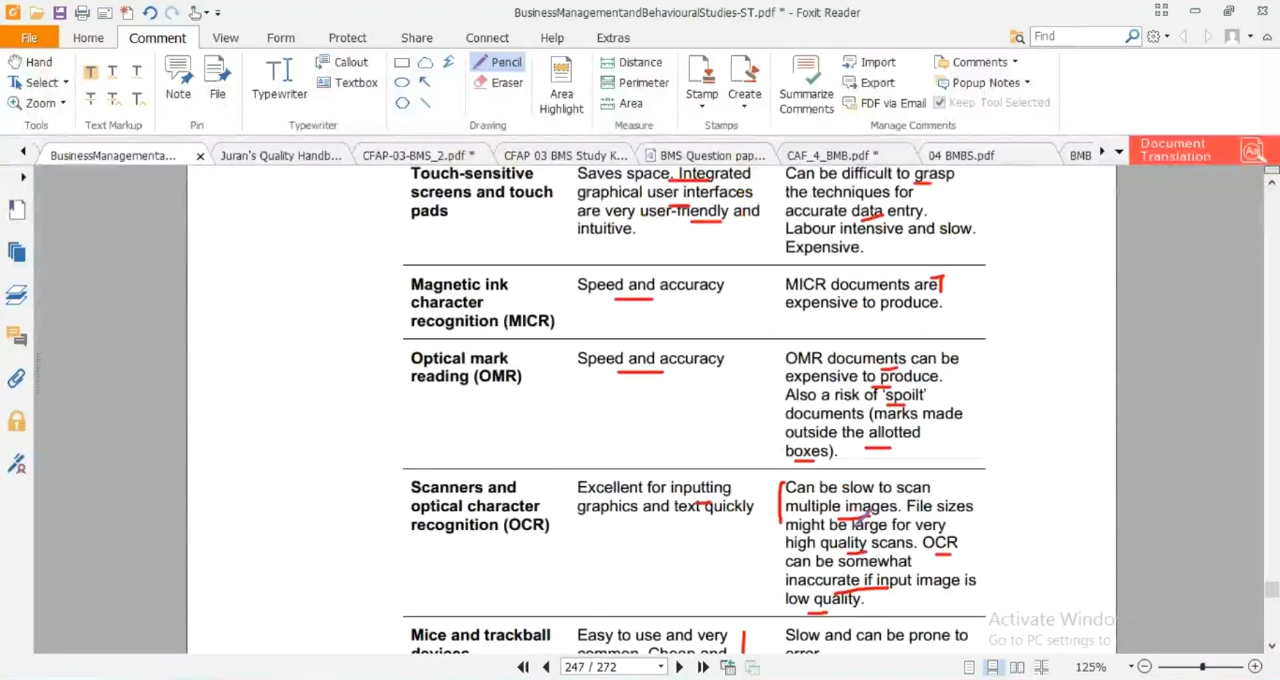 BusinessManagementandBehaviouralStudies-ST.pdf * - Foxit Reader
File Home Comment View Form Protect Share Connect Help Extras Find
Hand
Select
Zoom
Tools
Text Markup
Note
File
Pin
Typewriter
Callout
Textbox
Typewriter
Pencil
Eraser
Drawing
Area
Highlight
Distance
Perimeter
Area
Measure
Stamp
Create
Stamps
Summarize
Comments
Import
Export
FDF via Email
Comments
Popup Notes
Keep Tool Selected
Manage Comments
BusinessManagementa... Juran's Quality Handb... CFAP-03-BMS_2.pdf * CFAP 03 BMS Study K... BMS Question pap... CAF_4_BMB.pdf * 04 BMBS.pdf BMB
Document
Translation
Touch-sensitive
screens and touch
pads
Saves space. Integrated
graphical user interfaces
are very user-friendly and
intuitive.
Can be difficult to grasp
the techniques for
accurate data entry.
Labour intensive and slow.
Expensive.
Magnetic ink
character
recognition (MICR)
Speed and accuracy
MICR documents are
expensive to produce.
Optical mark
reading (OMR)
Speed and accuracy
OMR documents can be
expensive to produce.
Also a risk of ‘spoilt’
documents (marks made
outside the allotted
boxes).
Scanners and
optical character
recognition (OCR)
Excellent for inputting
graphics and text quickly
Can be slow to scan
multiple images. File sizes
might be large for very
high quality scans. OCR
can be somewhat
inaccurate if input image is
low quality.
Mice and trackball
devices
Easy to use and very
common. Cheap and
Slow and can be prone to
error
Activate Windo
Go to PC settings to
247 / 272
125%